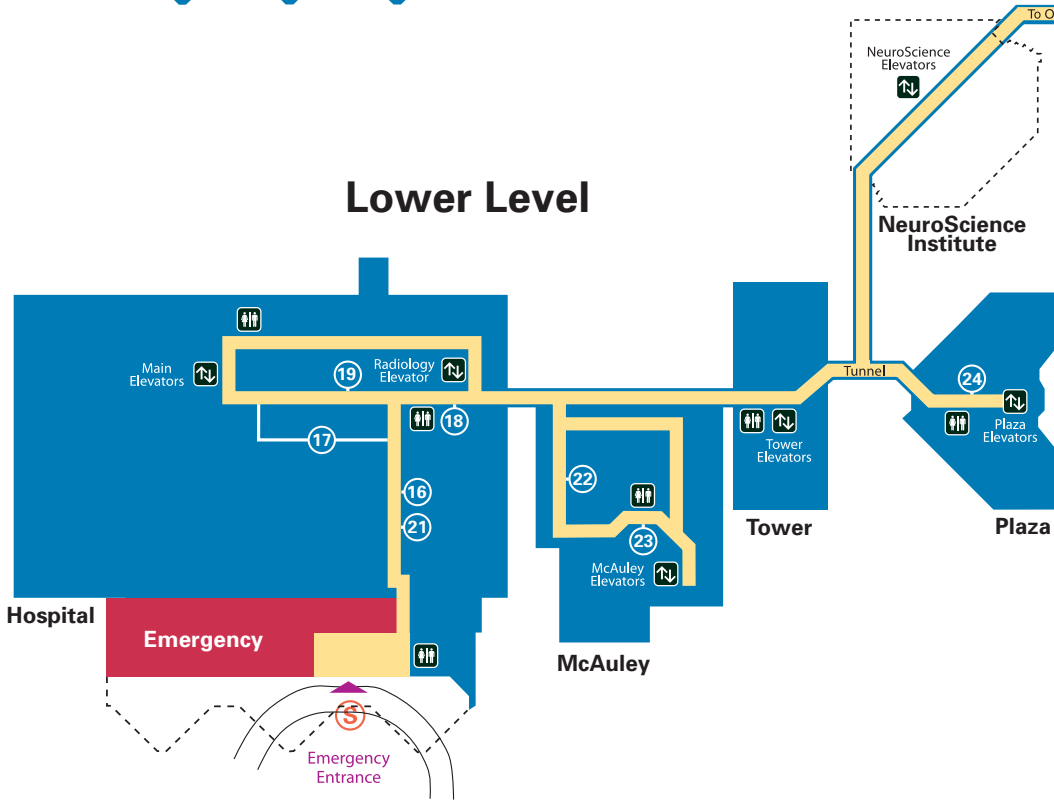 To O
NeuroScience
Elevators
Lower Level
NeuroScience
Institute
Main
Elevators
19
Radiology
Elevator
Tunnel
24
18
17
Tower
Elevators
Plaza
Elevators
22
16
21
23
Tower
Plaza
McAuley
Elevators
Hospital
Emergency
McAuley
S
Emergency
Entrance